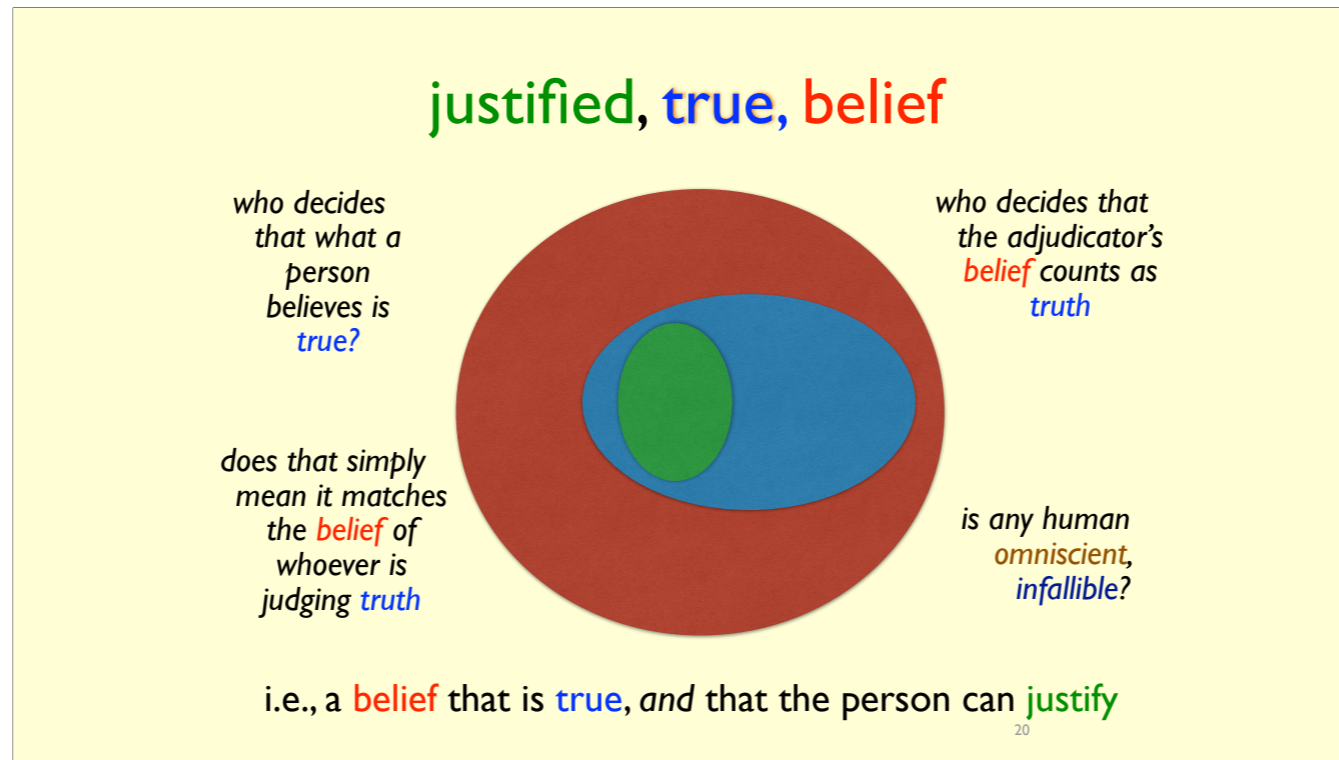 justified, true, belief
who decides
that what a
person
believes is
true?
who decides that
the adjudicator's
belief counts as
truth
does that simply
mean it matches
the belief of
whoever is
judging truth
is any human
omniscient,
infallible?
i.e., a belief that is true, and that the person can justify
20